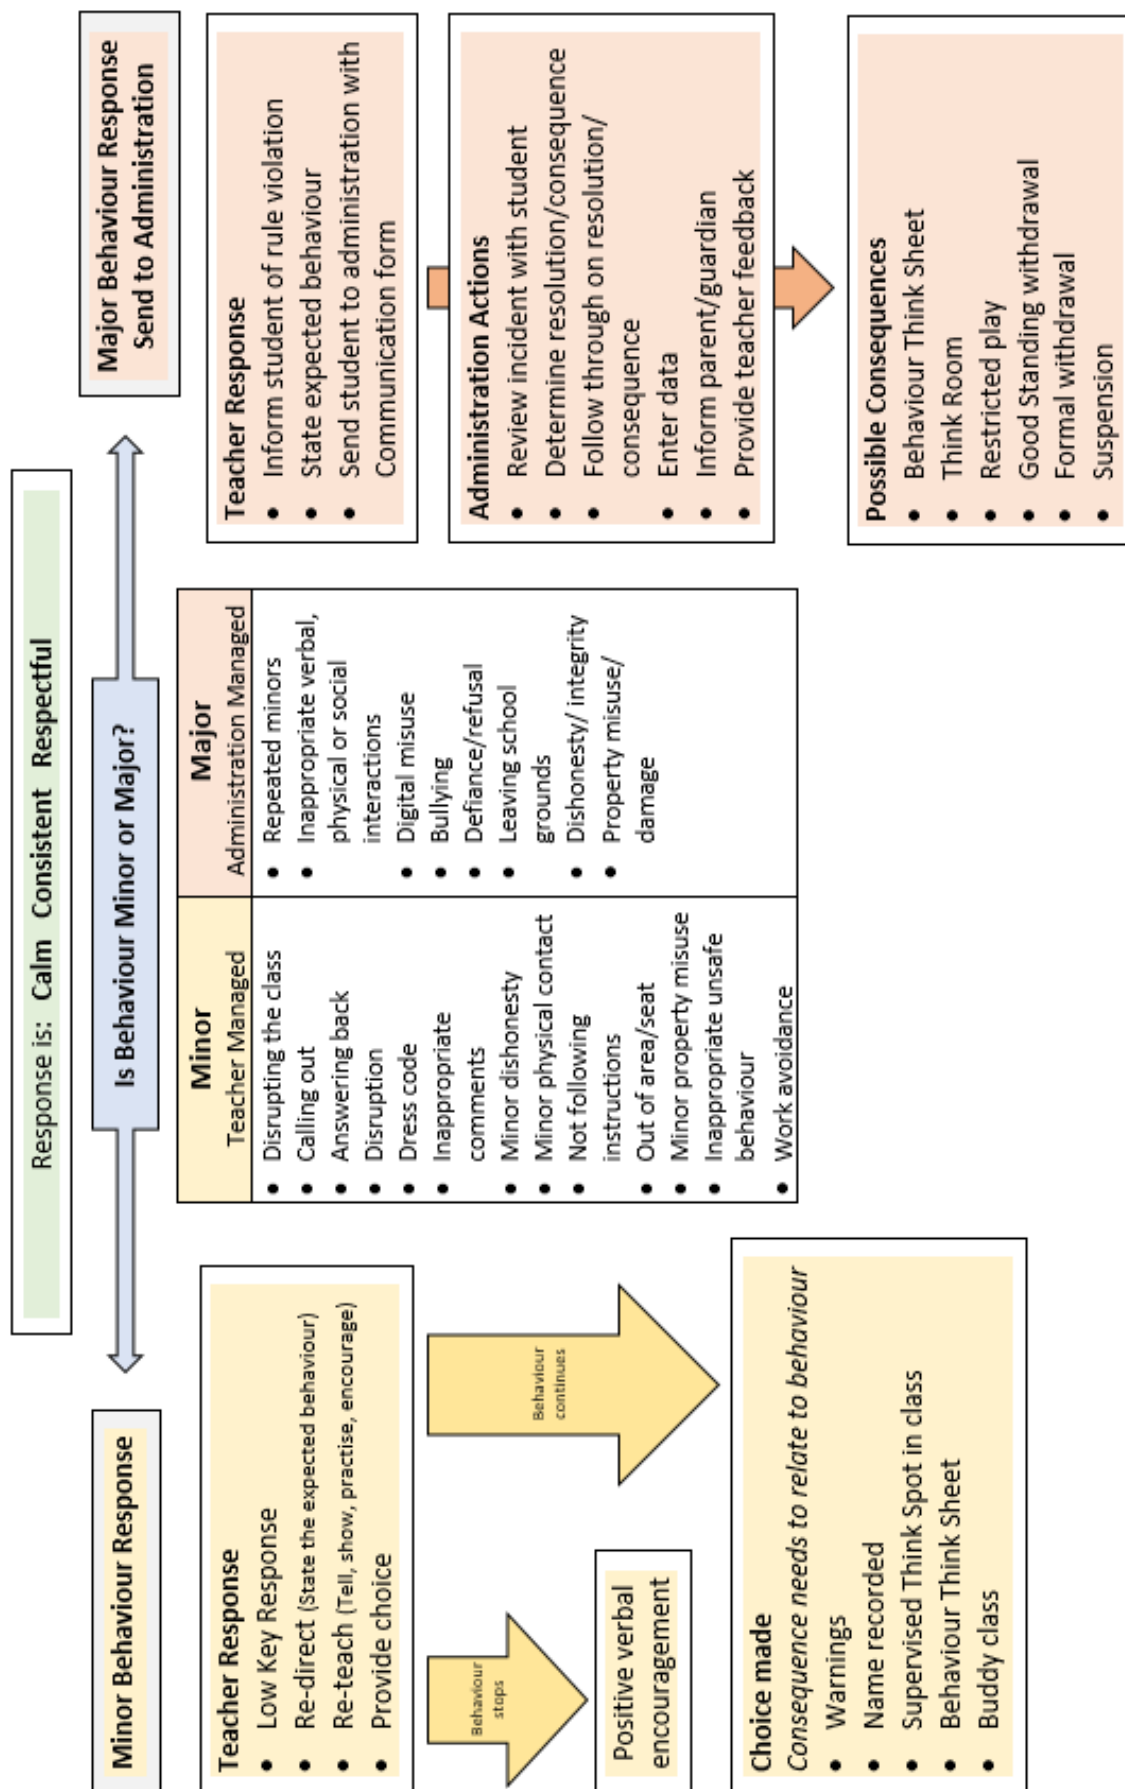 Response is: Calm Consistent Respectful
Minor Behaviour Response
Is Behaviour Minor or Major?
Major Behaviour Response
Send to Administration
Teacher Response
• Low Key Response
• Re-direct (State the expected behaviour)
• Re-teach (Tell, show, practise, encourage)
• Provide choice
Behaviour
stops
Behaviour
continues
Positive verbal
encouragement
Choice made
Consequence needs to relate to behaviour
• Warnings
• Name recorded
• Supervised Think Spot in class
• Behaviour Think Sheet
• Buddy class
Minor
Teacher Managed
• Disrupting the class
• Calling out
• Answering back
• Disruption
• Dress code
• Inappropriate
comments
• Minor dishonesty
• Minor physical contact
• Not following
instructions
• Out of area/seat
• Minor property misuse
• Inappropriate unsafe
behaviour
• Work avoidance
Major
Administration Managed
• Repeated minors
• Inappropriate verbal,
physical or social
interactions
• Digital misuse
• Bullying
• Defiance/refusal
• Leaving school
grounds
• Dishonesty/ integrity
• Property misuse/
damage
Teacher Response
• Inform student of rule violation
• State expected behaviour
• Send student to administration with
Communication form
Administration Actions
• Review incident with student
• Determine resolution/consequence
• Follow through on resolution/
consequence
• Enter data
• Inform parent/guardian
• Provide teacher feedback
Possible Consequences
• Behaviour Think Sheet
• Think Room
• Restricted play
• Good Standing withdrawal
• Formal withdrawal
• Suspension